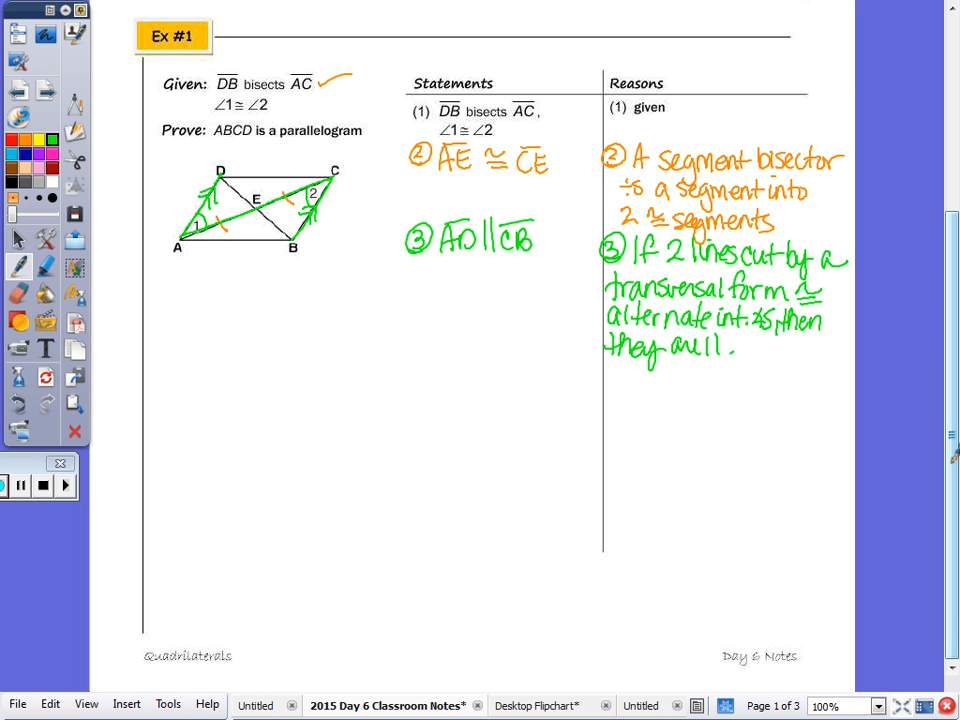 Ex #1
Given: DB bisects AC
∠1 ≅ ∠2
Prove: ABCD is a parallelogram
D
C
E
2
1
A
B
Statements
(1) DB bisects AC,
∠1 ≅ ∠2
② AE ≅ CE
③ AD || CB
Reasons
(1) given
② A segment bisector
÷s a segment into
2 ≅ segments
③ If 2 lines cut by a
transversal form ≅
alternate int. ∠s, then
they are ||.
Quadrilaterals
Day 6 Notes
File Edit View Insert Tools Help
Untitled
2015 Day 6 Classroom Notes*
Desktop Flipchart*
Untitled
Page 1 of 3
100%